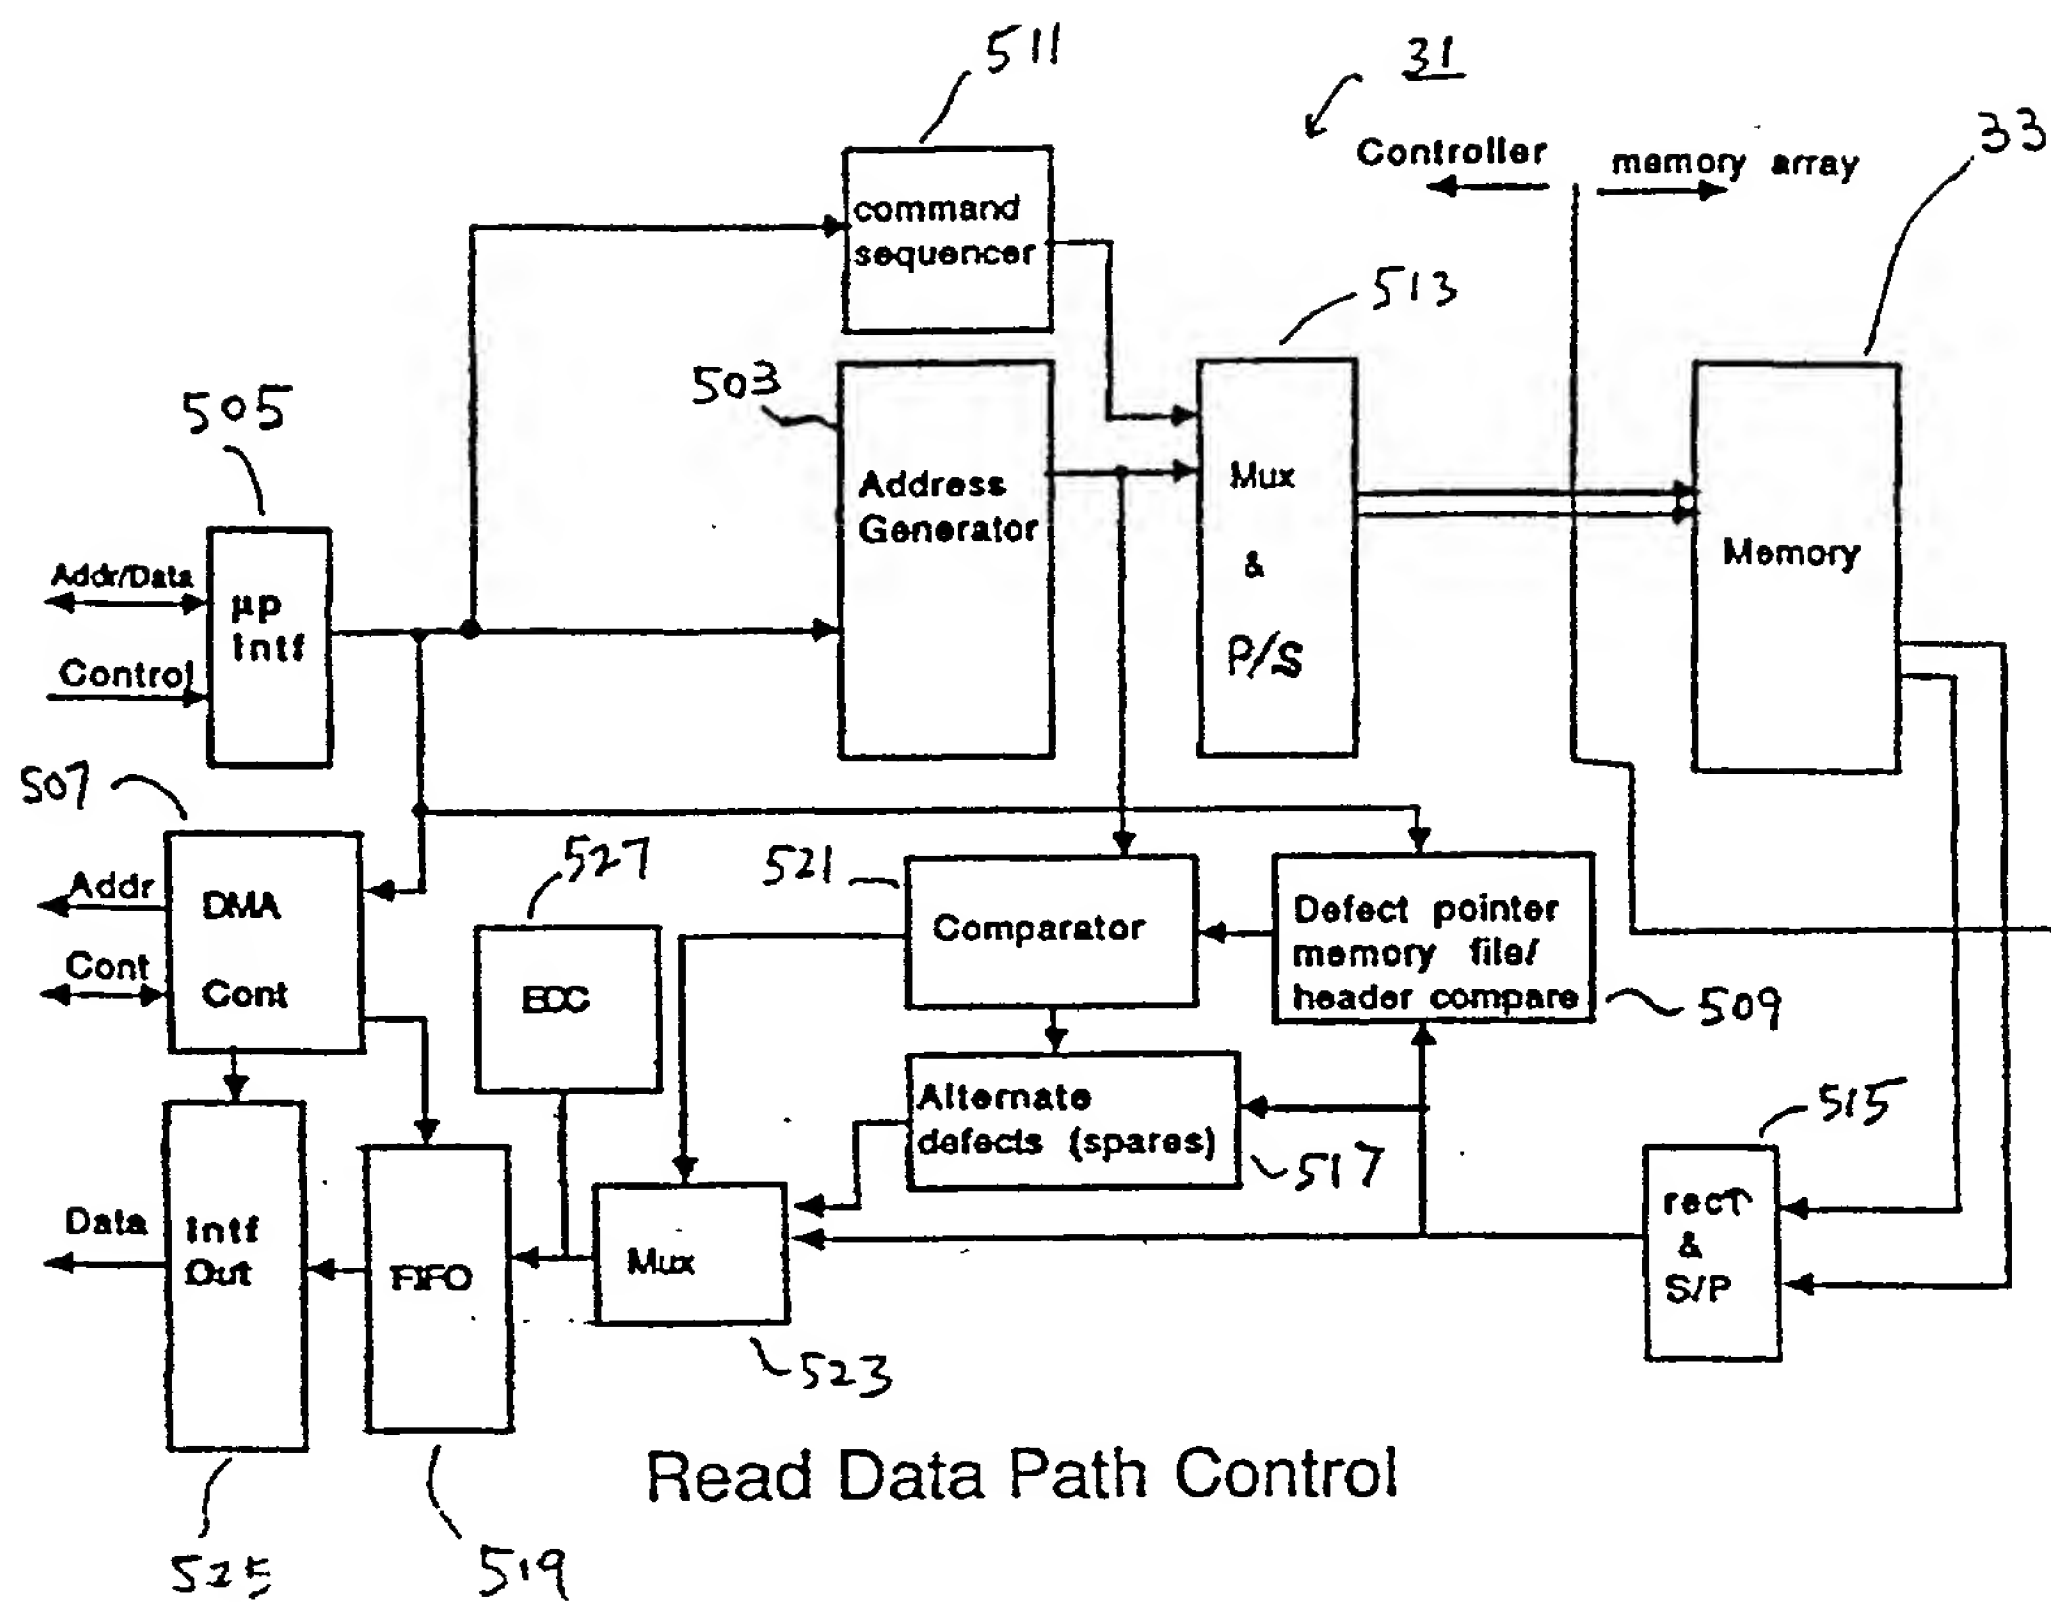 511
31
Controller
memory array
33
command
sequencer
513
503
505
Address
Generator
Mux
&
P/S
Memory
Addr/Data
µp
Intf
Control
507
527
521
Addr
DMA
Cont
Cont
ECC
Comparator
Defect pointer
memory file/
header compare
509
Alternate
defects (spares)
517
515
rect
&
S/P
Data
Intf
Out
FIFO
Mux
523
Read Data Path Control
525
519